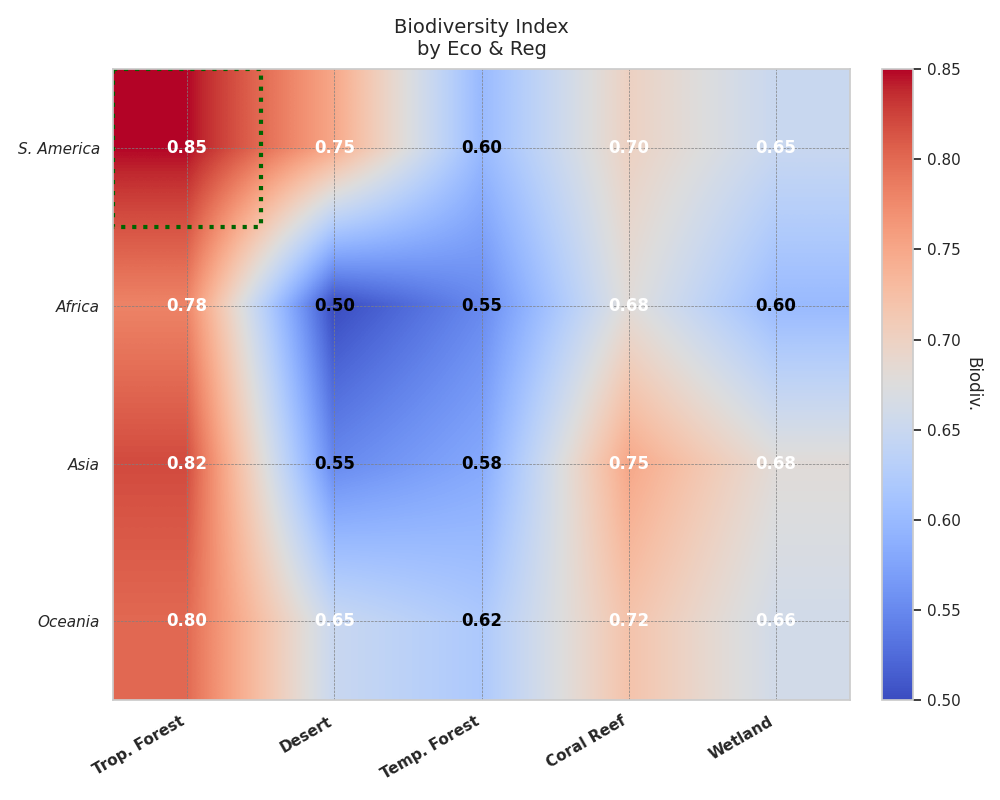 Biodiversity Index
by Eco & Reg
S. America
0.85 0.75 0.60 0.70 0.65
Africa
0.78 0.50 0.55 0.68 0.60
Asia
0.82 0.55 0.58 0.75 0.68
Oceania
0.80 0.65 0.62 0.72 0.66
Trop. Forest
Desert
Temp. Forest
Coral Reef
Wetland
0.85
0.80
0.75
0.70
0.65
0.60
0.55
0.50
Biodiv.